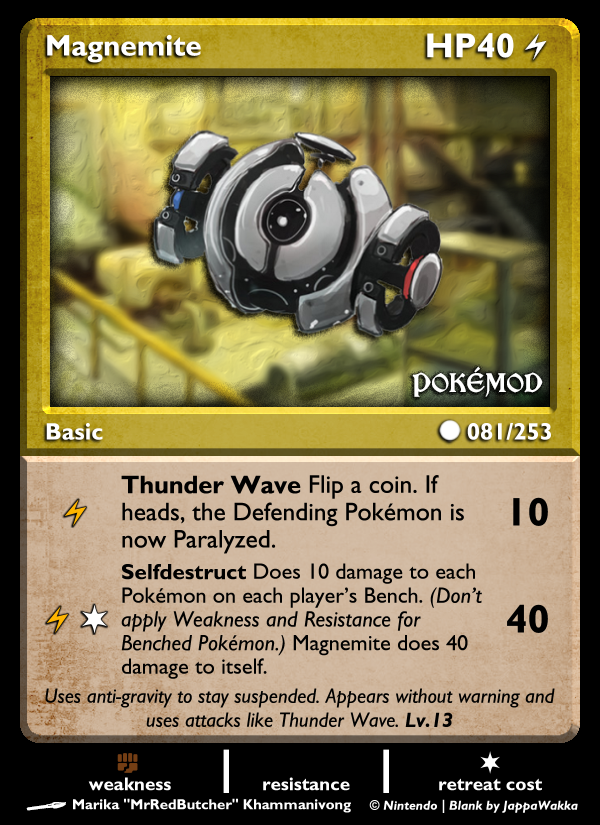 Magnemite HP40
POKÉMOD
Basic 081/253
Thunder Wave Flip a coin. If
heads, the Defending Pokémon is
now Paralyzed.
10
Selfdestruct Does 10 damage to each
Pokémon on each player's Bench. (Don't
apply Weakness and Resistance for
Benched Pokémon.) Magnemite does 40
damage to itself.
40
Uses anti-gravity to stay suspended. Appears without warning and
uses attacks like Thunder Wave. Lv.13
weakness resistance retreat cost
Marika "MrRedButcher" Khammanivong © Nintendo | Blank by JappaWakka